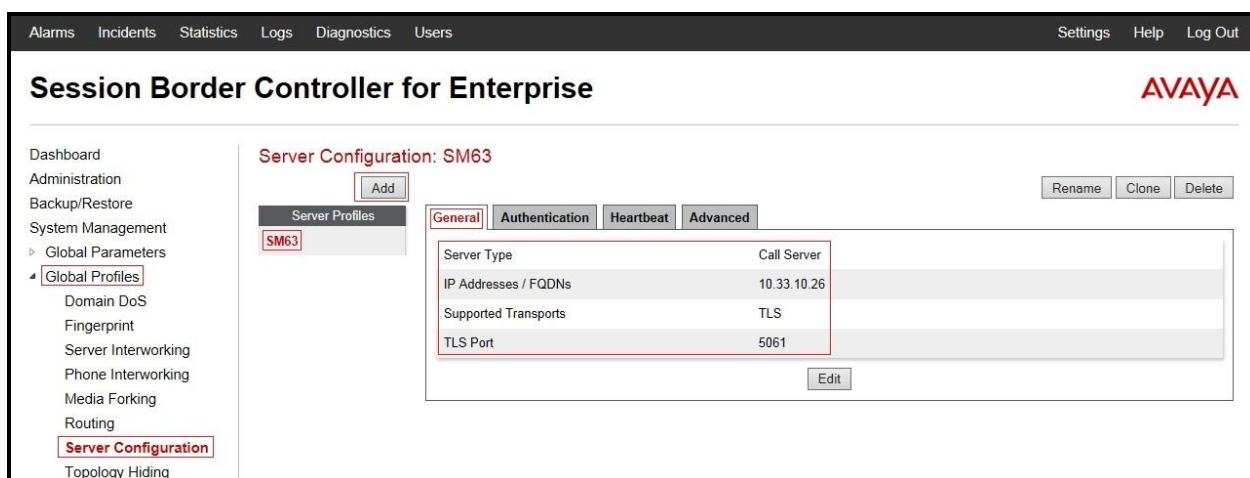 Alarms Incidents Statistics Logs Diagnostics Users Settings Help Log Out
Session Border Controller for Enterprise
AVAYA
Dashboard
Administration
Backup/Restore
System Management
Global Parameters
Global Profiles
Domain DoS
Fingerprint
Server Interworking
Phone Interworking
Media Forking
Routing
Server Configuration
Topology Hiding
Server Configuration: SM63
Add
Rename Clone Delete
Server Profiles
SM63
General Authentication Heartbeat Advanced
Server Type Call Server
IP Addresses / FQDNs 10.33.10.26
Supported Transports TLS
TLS Port 5061
Edit